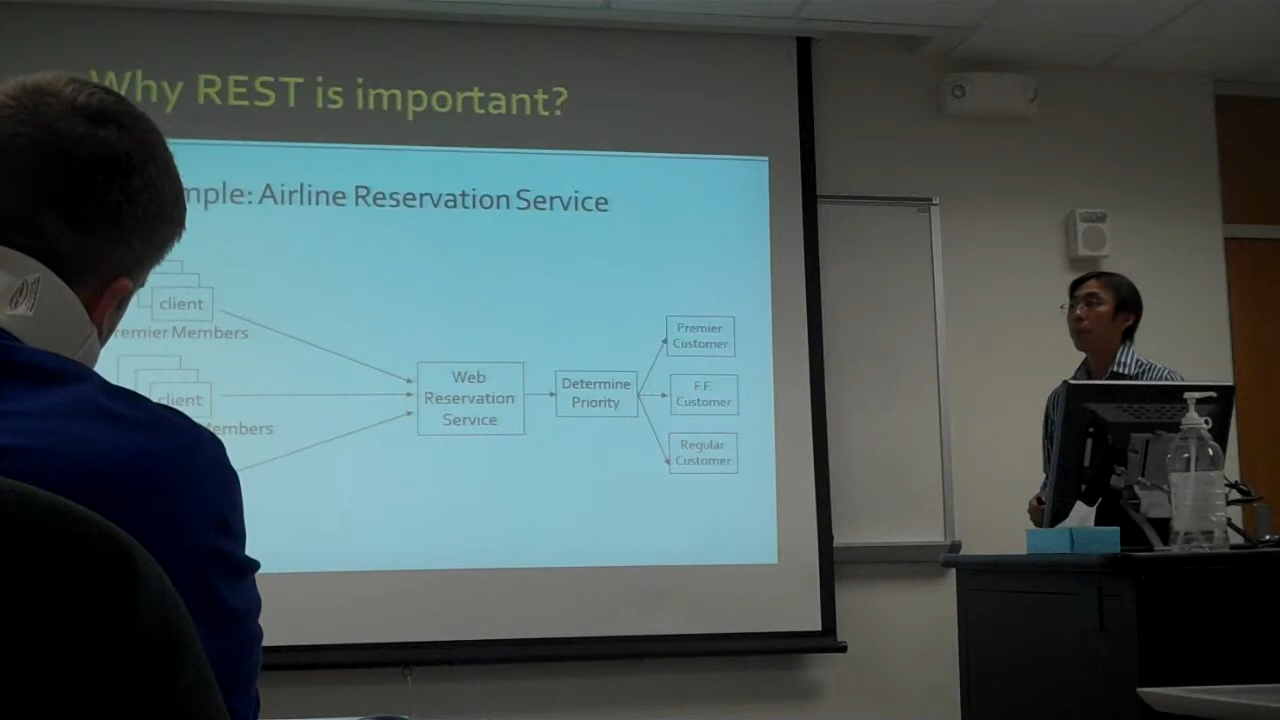 Why REST is important?
mple: Airline Reservation Service
client
remier Members
client
Members
Web
Reservation
Service
Determine
Priority
Premier
Customer
F.F.
Customer
Regular
Customer